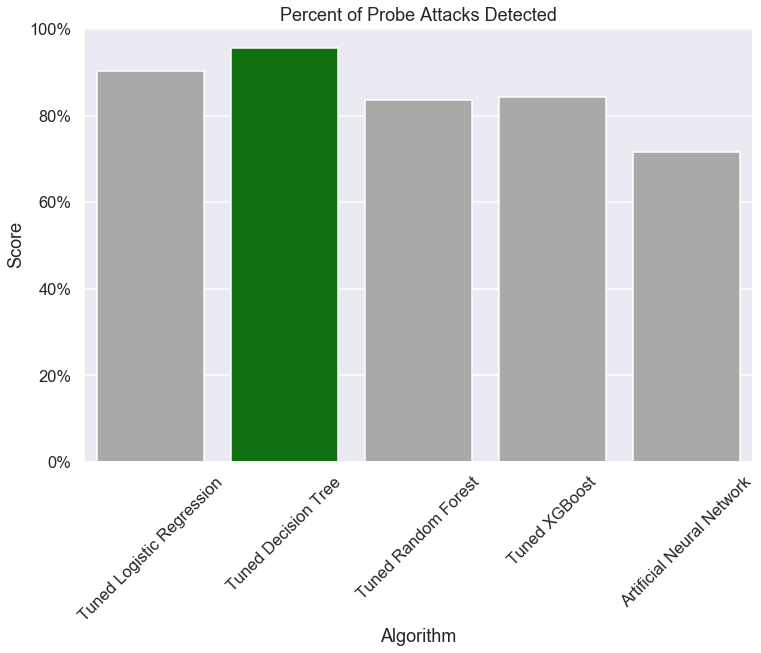 Percent of Probe Attacks Detected
100%
80%
60%
40%
20%
0%
Score
Tuned Logistic Regression
Tuned Decision Tree
Tuned Random Forest
Tuned XGBoost
Artificial Neural Network
Algorithm